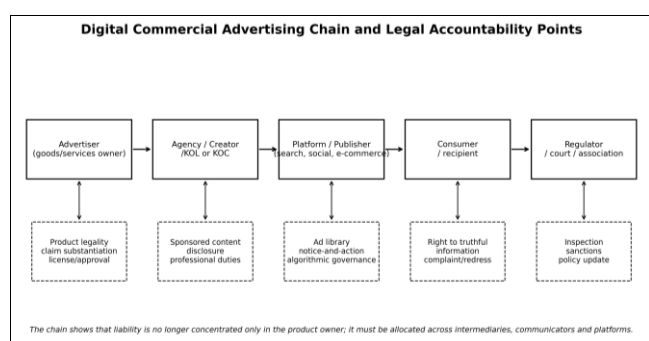 Digital Commercial Advertising Chain and Legal Accountability Points
Advertiser
(goods/services owner)
Agency / Creator
/KOL or KOC
Platform / Publisher
(search, social, e-commerce)
Consumer
/ recipient
Regulator
/ court / association
Product legality
claim substantiation
license/approval
Sponsored content
disclosure
professional duties
Ad library
notice-and-action
algorithmic governance
Right to truthful
information
complaint/redress
Inspection
sanctions
policy update
The chain shows that liability is no longer concentrated only in the product owner; it must be allocated across intermediaries, communicators and platforms.